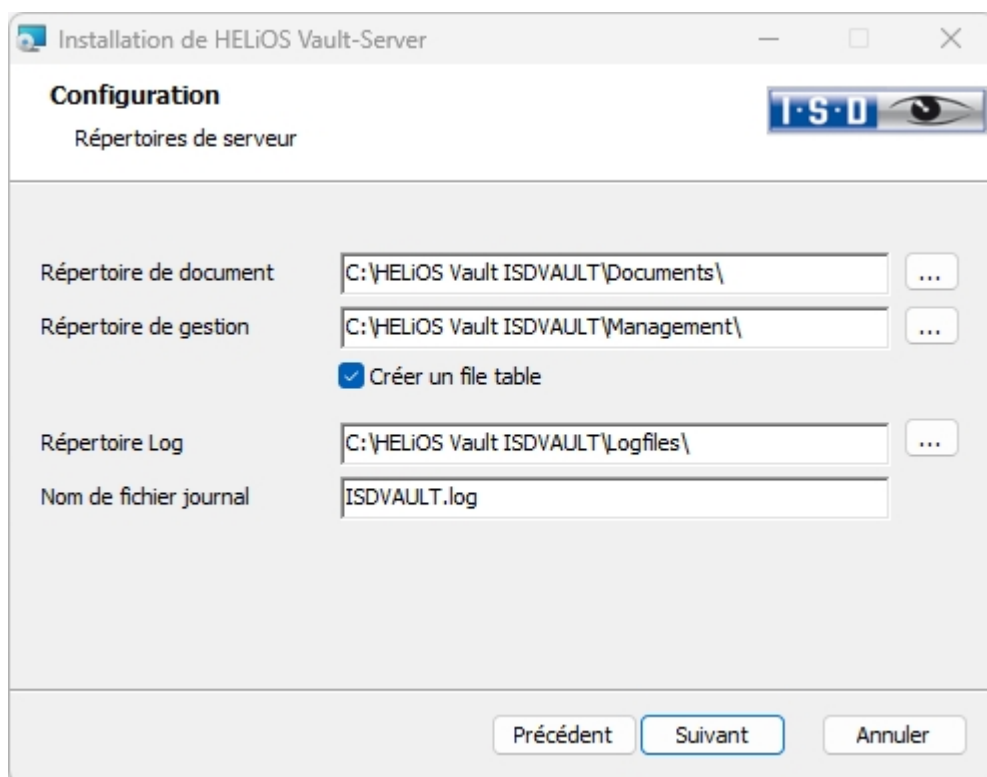 Installation de HELiOS Vault-Server
Configuration
I·S·D
Répertoires de serveur
Répertoire de document C:\HELiOS Vault ISDVAULT\Documents\ ...
Répertoire de gestion C:\HELiOS Vault ISDVAULT\Management\ ...
Créer un file table
Répertoire Log C:\HELiOS Vault ISDVAULT\Logfiles\ ...
Nom de fichier journal ISDVAULT.log
Précédent Suivant Annuler